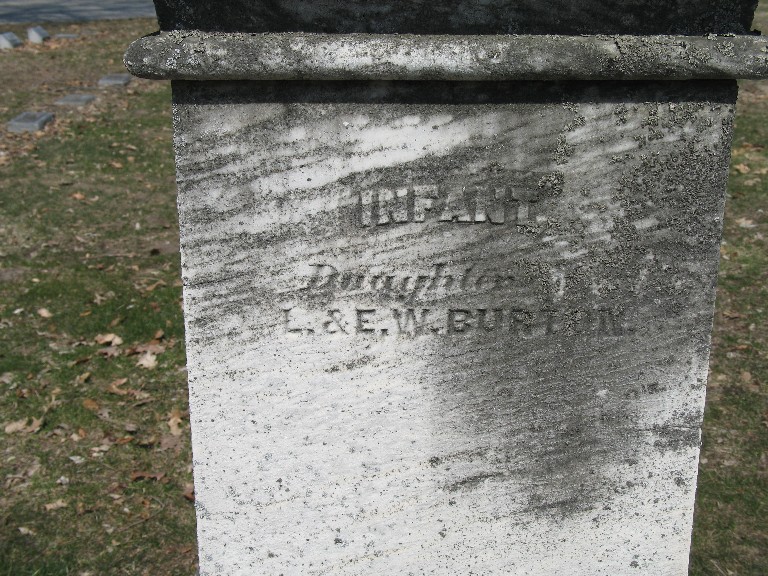 INFANT.
Daughter
L. & E. W. BURTON.